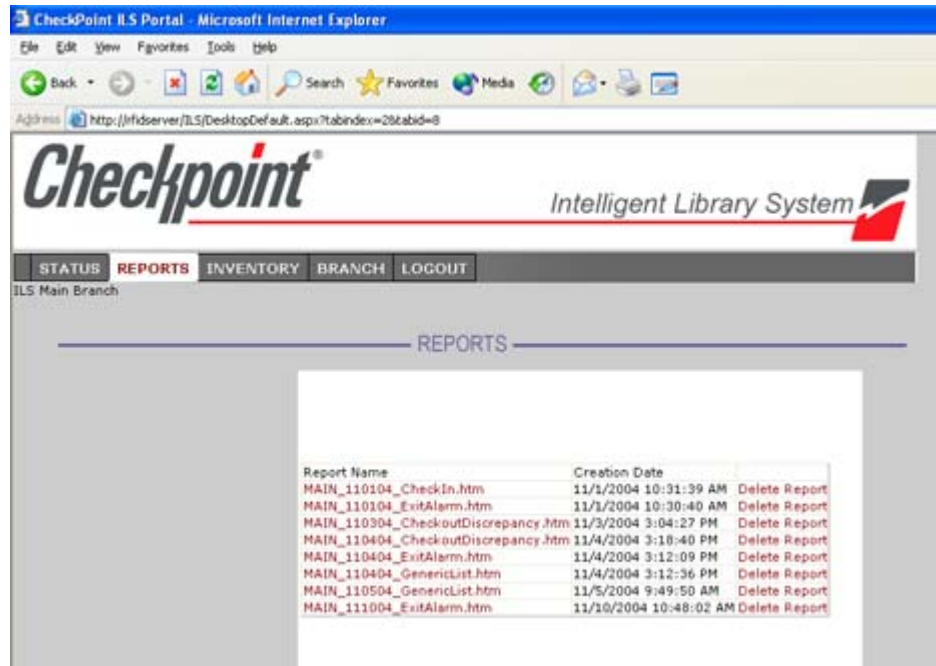 CheckPoint ILS Portal - Microsoft Internet Explorer
File Edit View Favorites Tools Help
Back Search Favorites Media
Address http://rfidserver/ILS/DesktopDefault.aspx?tabindex=2&tabid=8
Checkpoint®
Intelligent Library System
STATUS REPORTS INVENTORY BRANCH LOGOUT
ILS Main Branch
REPORTS
Report Name Creation Date
MAIN_110104_CheckIn.htm 11/1/2004 10:31:39 AM Delete Report
MAIN_110104_ExitAlarm.htm 11/1/2004 10:30:40 AM Delete Report
MAIN_110304_CheckoutDiscrepancy.htm 11/3/2004 3:04:27 PM Delete Report
MAIN_110404_CheckoutDiscrepancy.htm 11/4/2004 3:18:40 PM Delete Report
MAIN_110404_ExitAlarm.htm 11/4/2004 3:12:09 PM Delete Report
MAIN_110404_GenericList.htm 11/4/2004 3:12:36 PM Delete Report
MAIN_110504_GenericList.htm 11/5/2004 9:49:50 AM Delete Report
MAIN_111004_ExitAlarm.htm 11/10/2004 10:48:02 AM Delete Report